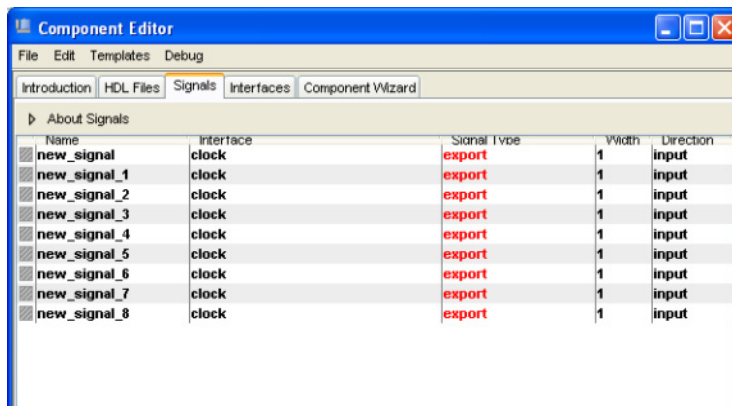 Component Editor
File Edit Templates Debug
Introduction HDL Files Signals Interfaces Component Wizard
About Signals
Name Interface Signal Type Width Direction
new_signal clock export 1 input
new_signal_1 clock export 1 input
new_signal_2 clock export 1 input
new_signal_3 clock export 1 input
new_signal_4 clock export 1 input
new_signal_5 clock export 1 input
new_signal_6 clock export 1 input
new_signal_7 clock export 1 input
new_signal_8 clock export 1 input